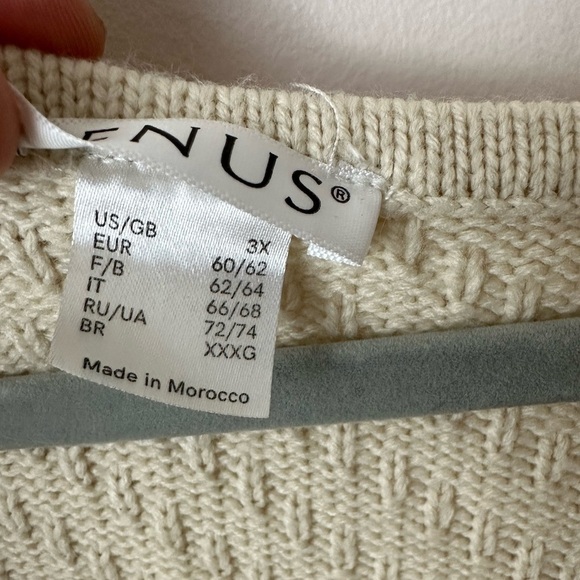 ENUS®
US/GB 3X
EUR 60/62
F/B 62/64
IT 66/68
RU/UA 72/74
BR XXXG
Made in Morocco